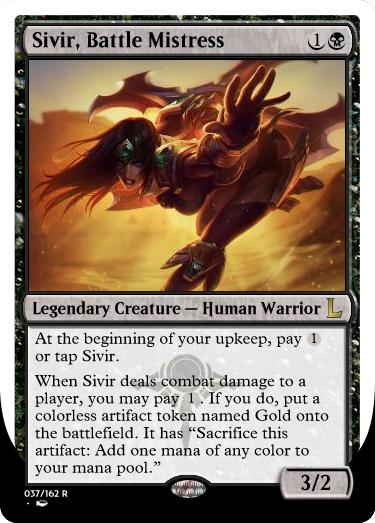 Sivir, Battle Mistress 1
Legendary Creature — Human Warrior L
At the beginning of your upkeep, pay 1
or tap Sivir.
When Sivir deals combat damage to a
player, you may pay 1. If you do, put a
colorless artifact token named Gold onto
the battlefield. It has “Sacrifice this
artifact: Add one mana of any color to
your mana pool.”
037/162 R
3/2